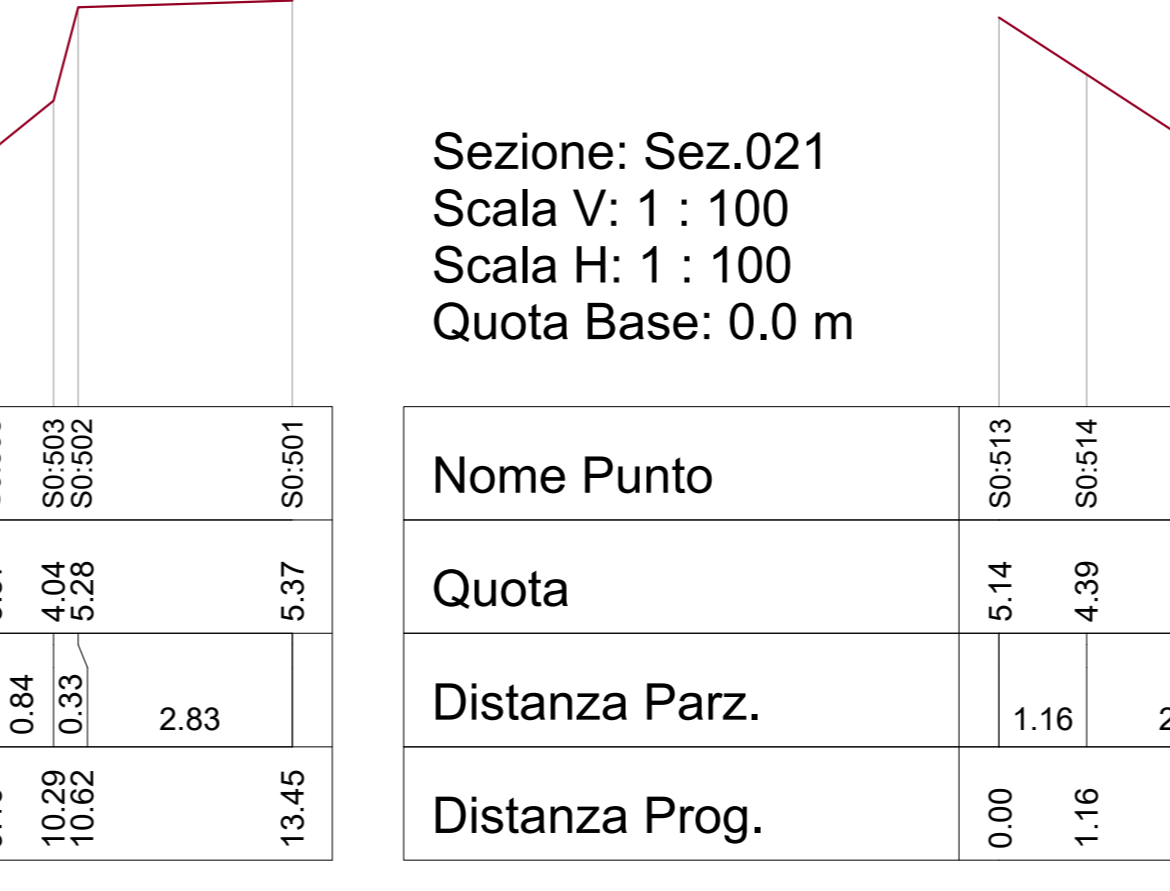 Sezione: Sez.021
Scala V: 1 : 100
Scala H: 1 : 100
Quota Base: 0.0 m
S0:503 S0:502 S0:501
4.04 5.28 5.37
0.84 0.33 2.83
10.29 10.62 13.45
Nome Punto S0:513 S0:514
Quota 5.14 4.39
Distanza Parz. 1.16
Distanza Prog. 0.00 1.16